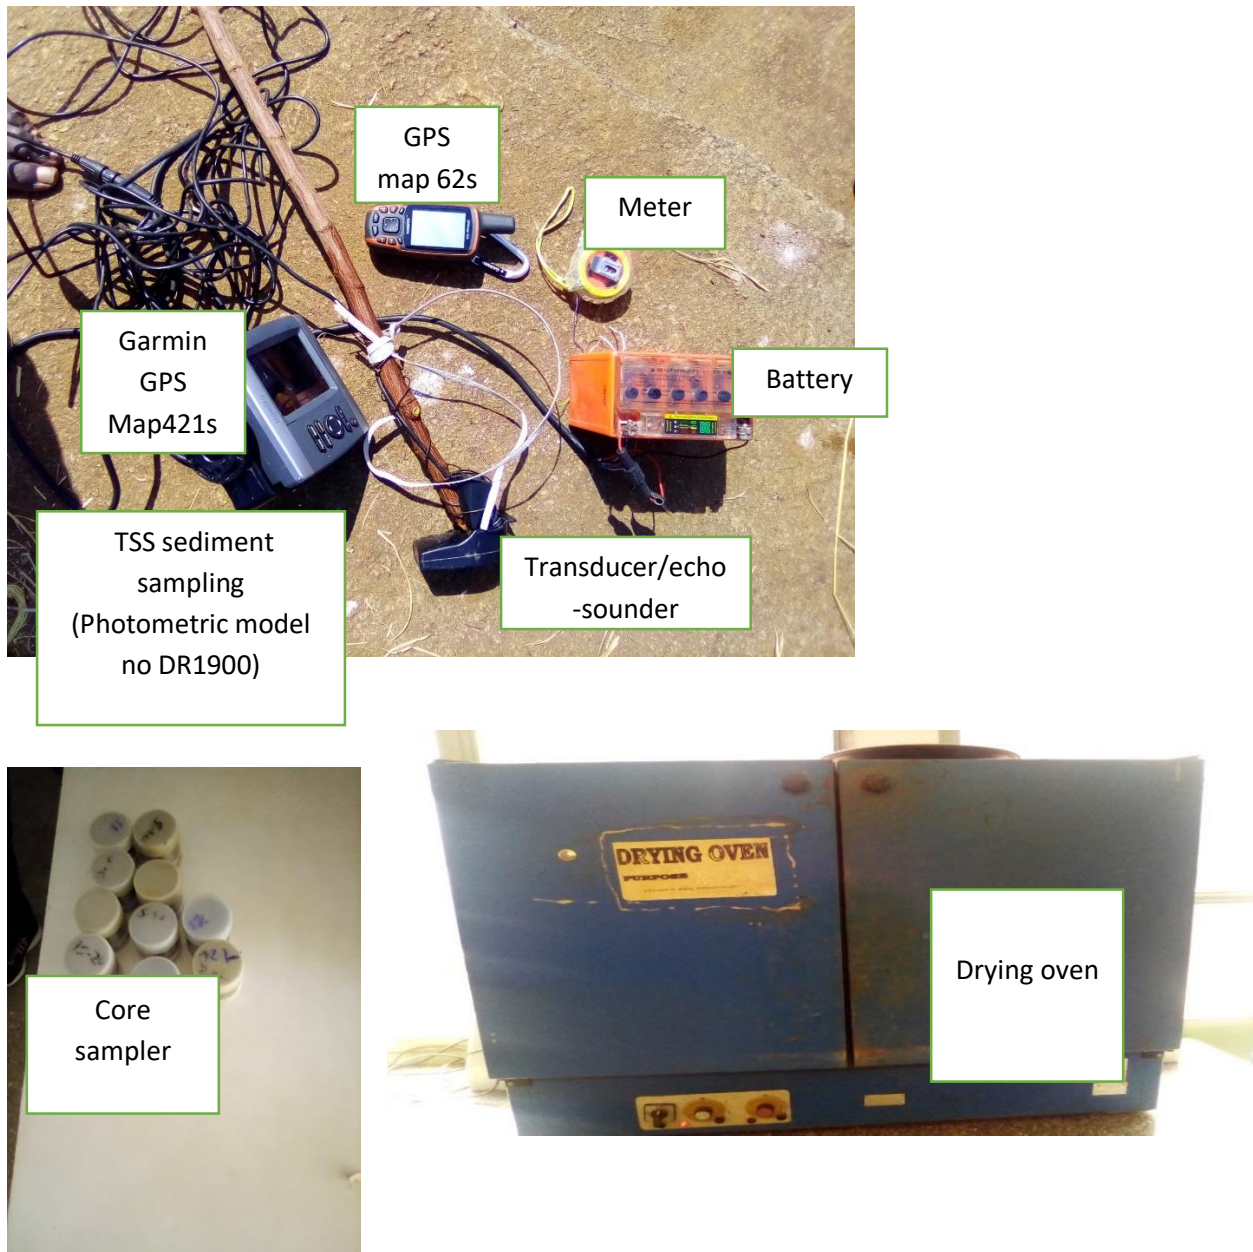 GPS
map 62s
Meter
Garmin
GPS
Map421s
Battery
TSS sediment
sampling
(Photometric model
no DR1900)
Transducer/echo
-sounder
DRYING OVEN
PURPOSE
Drying oven
Core
sampler